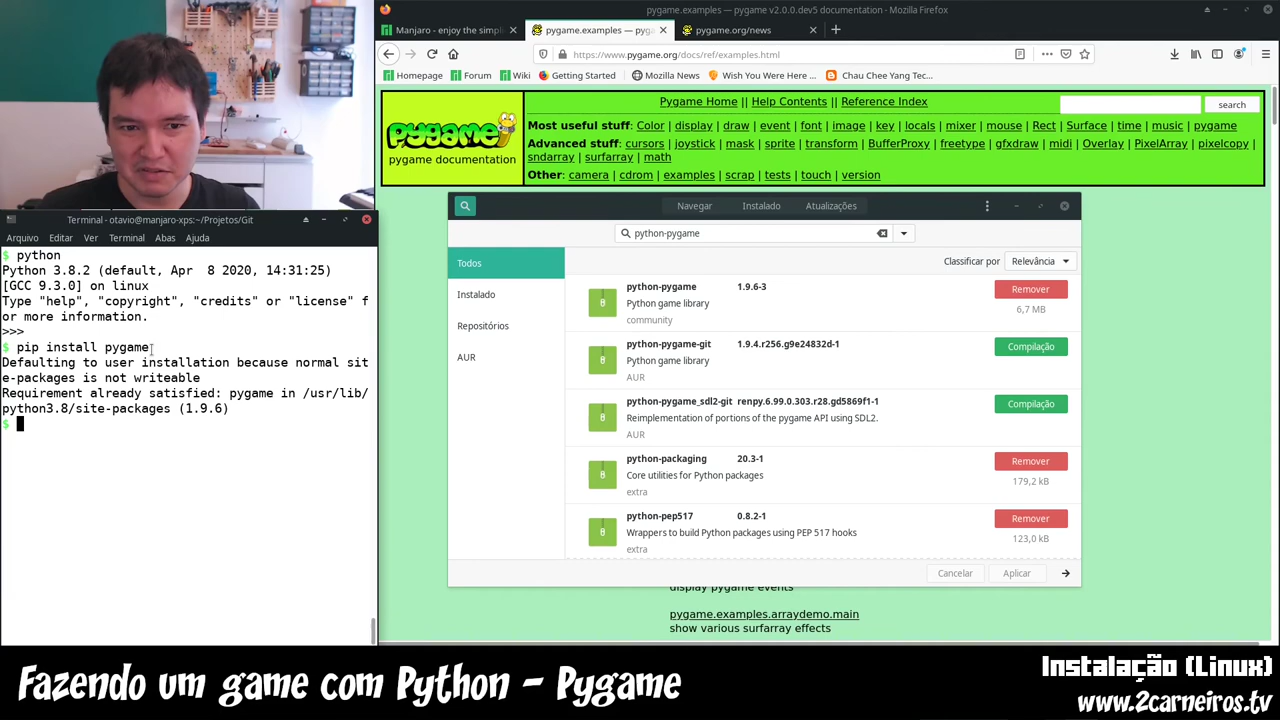 pygame.examples — pygame v2.0.0.dev5 documentation - Mozilla Firefox
Manjaro - enjoy the simpl
pygame.examples — pyga
pygame.org/news
https://www.pygame.org/docs/ref/examples.html
Homepage Forum Wiki Getting Started Mozilla News Wish You Were Here ... Chau Chee Yang Tec...
pygame
pygame documentation
Pygame Home || Help Contents || Reference Index
search
Most useful stuff: Color | display | draw | event | font | image | key | locals | mixer | mouse | Rect | Surface | time | music | pygame
Advanced stuff: cursors | joystick | mask | sprite | transform | BufferProxy | freetype | gfxdraw | midi | Overlay | PixelArray | pixelcopy |
sndarray | surfarray | math
Other: camera | cdrom | examples | scrap | tests | touch | version
Terminal - otavio@manjaro-xps:~/Projetos/Git
Arquivo Editar Ver Terminal Abas Ajuda
$ python
Python 3.8.2 (default, Apr  8 2020, 14:31:25)
[GCC 9.3.0] on linux
Type "help", "copyright", "credits" or "license" f
or more information.
>>>
$ pip install pygame
Defaulting to user installation because normal sit
e-packages is not writeable
Requirement already satisfied: pygame in /usr/lib/
python3.8/site-packages (1.9.6)
$
Navegar Instalado Atualizações
python-pygame
Classificar por Relevância
Todos
Instalado
Repositórios
AUR
python-pygame 1.9.6-3 Remover
Python game library 6,7 MB
community
python-pygame-git 1.9.4.r256.g9e24832d-1 Compilação
Python game library
AUR
python-pygame_sdl2-git renpy.6.99.0.303.r28.gd5869f1-1 Compilação
Reimplementation of portions of the pygame API using SDL2.
AUR
python-packaging 20.3-1 Remover
Core utilities for Python packages 179,2 kB
extra
python-pep517 0.8.2-1 Remover
Wrappers to build Python packages using PEP 517 hooks 123,0 kB
extra
Cancelar Aplicar
display pygame events
pygame.examples.arraydemo.main
show various surfarray effects
Fazendo um game com Python - Pygame
Instalação (Linux)
www.2carneiros.tv